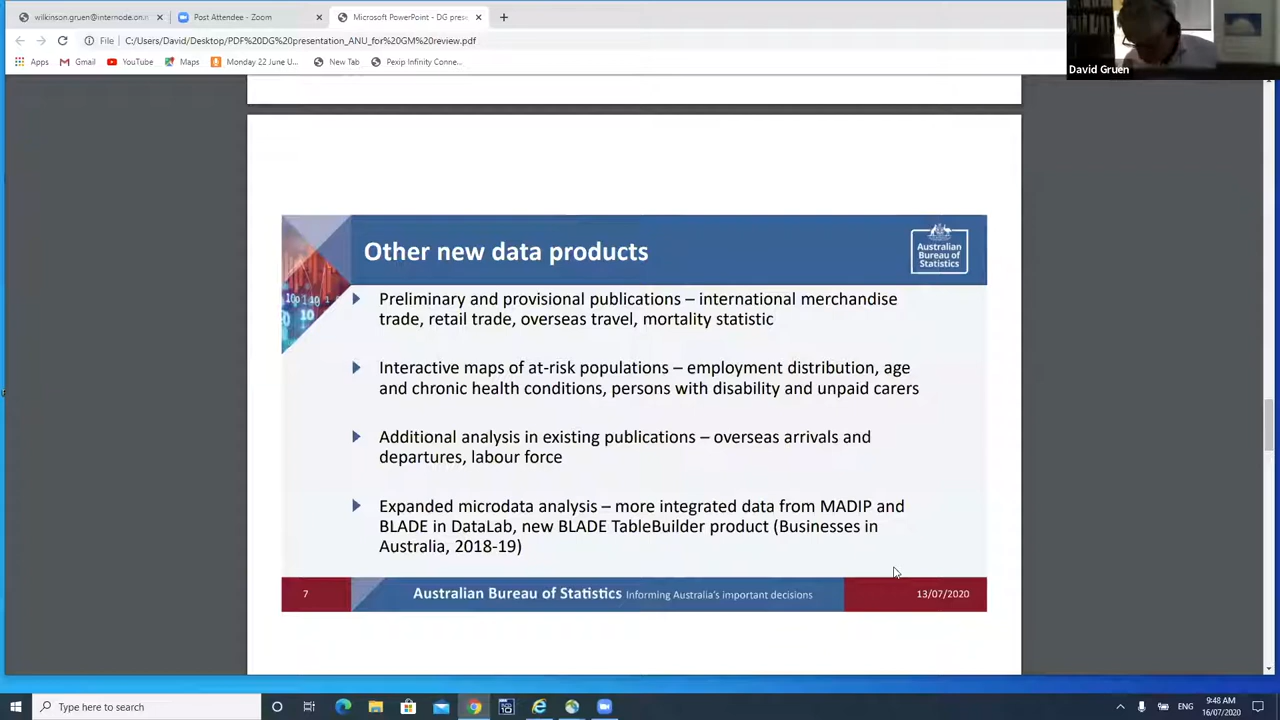 wilkinson.gruen@internode.on.n
Post Attendee - Zoom
Microsoft PowerPoint - DG prese
File
C:/Users/David/Desktop/PDF%20DG%20presentation_ANU_for%20GM%20review.pdf
Apps
Gmail
YouTube
Maps
Monday 22 June U...
New Tab
Pexip Infinity Conne...
David Gruen
Other new data products
Australian
Bureau of
Statistics
Preliminary and provisional publications – international merchandise
trade, retail trade, overseas travel, mortality statistic
Interactive maps of at-risk populations – employment distribution, age
and chronic health conditions, persons with disability and unpaid carers
Additional analysis in existing publications – overseas arrivals and
departures, labour force
Expanded microdata analysis – more integrated data from MADIP and
BLADE in DataLab, new BLADE TableBuilder product (Businesses in
Australia, 2018-19)
7
Australian Bureau of Statistics Informing Australia's important decisions
13/07/2020
Type here to search
ENG
9:48 AM
16/07/2020